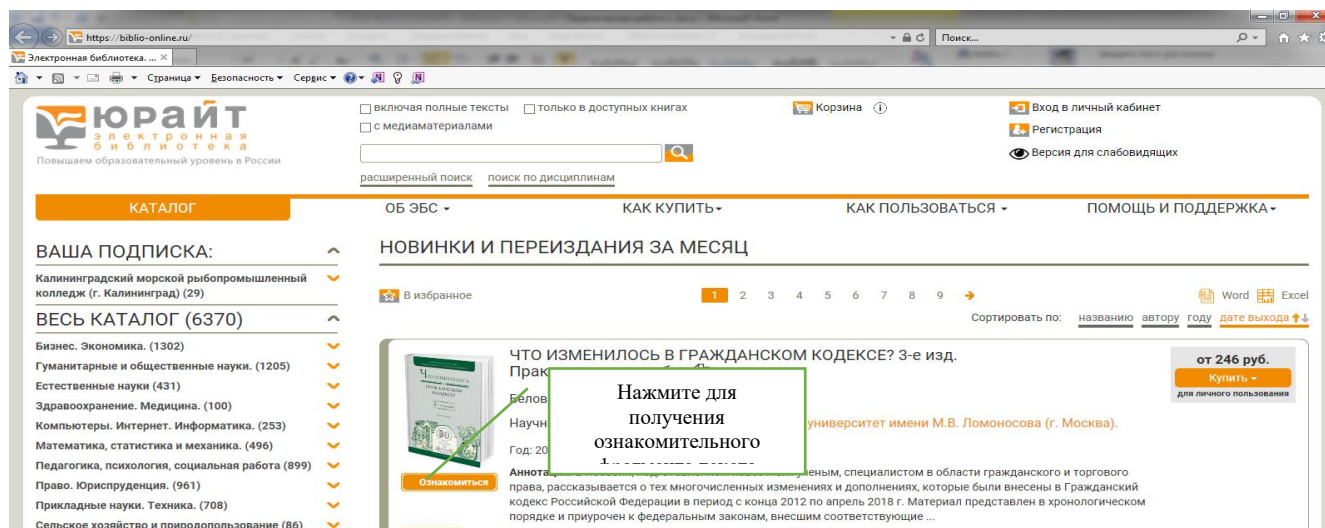 https://biblio-online.ru/
Поиск...
Электронная библиотека. ...
Страница Безопасность Сервис
юрайт
электронная
библиотека
Повышаем образовательный уровень в России
включая полные тексты только в доступных книгах
с медиаматериалами
расширенный поиск поиск по дисциплинам
Корзина
Вход в личный кабинет
Регистрация
Версия для слабовидящих
КАТАЛОГ ОБ ЭБС КАК КУПИТЬ КАК ПОЛЬЗОВАТЬСЯ ПОМОЩЬ И ПОДДЕРЖКА
ВАША ПОДПИСКА:
Калининградский морской рыбопромышленный
колледж (г. Калининград) (29)
ВЕСЬ КАТАЛОГ (6370)
Бизнес. Экономика. (1302)
Гуманитарные и общественные науки. (1205)
Естественные науки (431)
Здравоохранение. Медицина. (100)
Компьютеры. Интернет. Информатика. (253)
Математика, статистика и механика. (496)
Педагогика, психология, социальная работа (899)
Право. Юриспруденция. (961)
Прикладные науки. Техника. (708)
Сельское хозяйство и природопользование (86)
НОВИНКИ И ПЕРЕИЗДАНИЯ ЗА МЕСЯЦ
В избранное
1 2 3 4 5 6 7 8 9
Word Excel
Сортировать по: названию автору году дате выхода
ЧТО ИЗМЕНИЛОСЬ В ГРАЖДАНСКОМ КОДЕКСЕ? 3-е изд.
Белов
университет имени М.В. Ломоносова (г. Москва).
Год: 20
Нажмите для
получения
ознакомительного
Ознакомиться
от 246 руб.
Купить
для личного пользования
ученым, специалистом в области гражданского и торгового
права, рассказывается о тех многочисленных изменениях и дополнениях, которые были внесены в Гражданский
кодекс Российской Федерации в период с конца 2012 по апрель 2018 г. Материал представлен в хронологическом
порядке и приурочен к федеральным законам, внесшим соответствующие ...